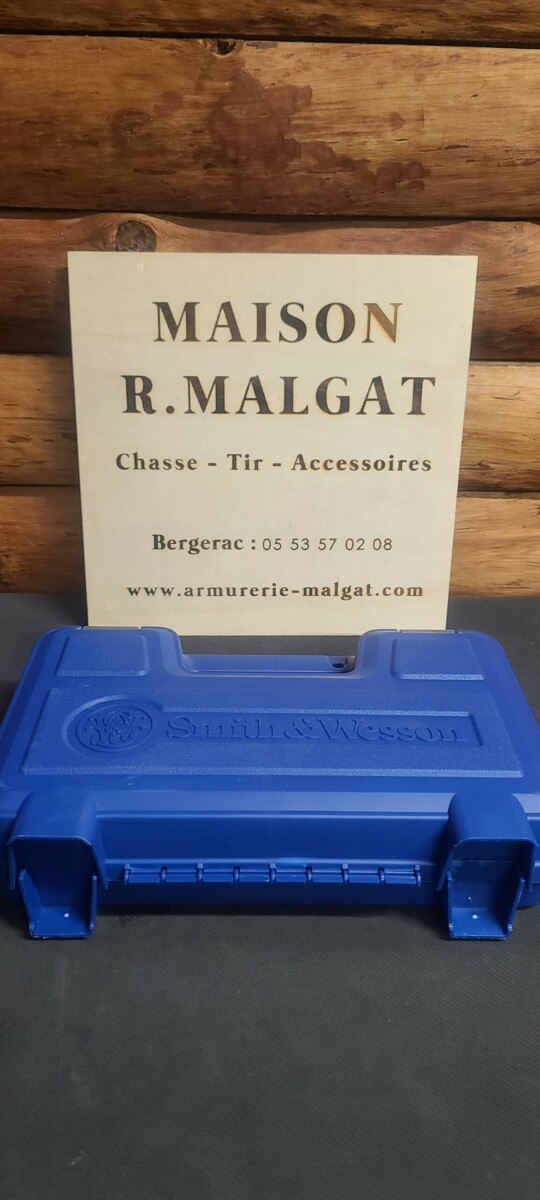 MAISON
R.MALGAT
Chasse - Tir - Accessoires
Bergerac : 05 53 57 02 08
www.armurerie-malgat.com
Smith & Wesson